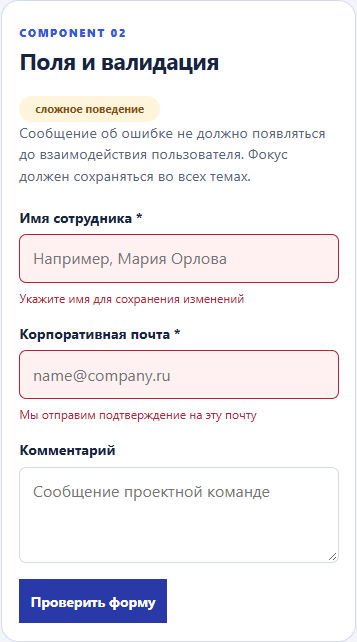 COMPONENT 02
Поля и валидация
сложное поведение
Сообщение об ошибке не должно появляться
до взаимодействия пользователя. Фокус
должен сохраняться во всех темах.
Имя сотрудника *
Например, Мария Орлова
Укажите имя для сохранения изменений
Корпоративная почта *
name@company.ru
Мы отправим подтверждение на эту почту
Комментарий
Сообщение проектной команде
Проверить форму